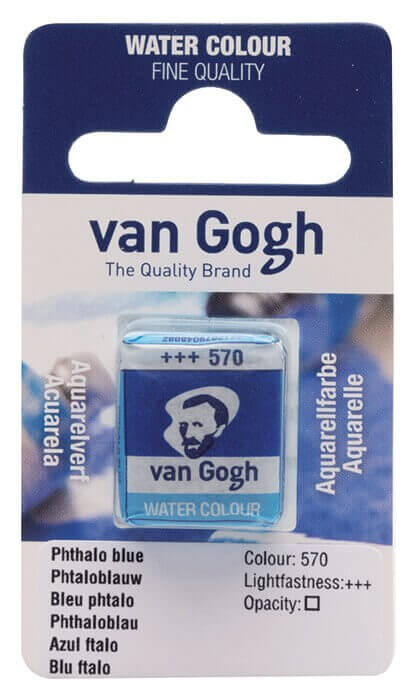 WATER COLOUR
FINE QUALITY
van Gogh
The Quality Brand
+++ 570
van Gogh
WATER COLOUR
Aquarelverf
Acuarela
Aquarellfarbe
Aquarelle
Phthalo blue
Phtaloblauw
Bleu phtalo
Phthaloblau
Azul ftalo
Blu ftalo
Colour: 570
Lightfastness:+++
Opacity: □